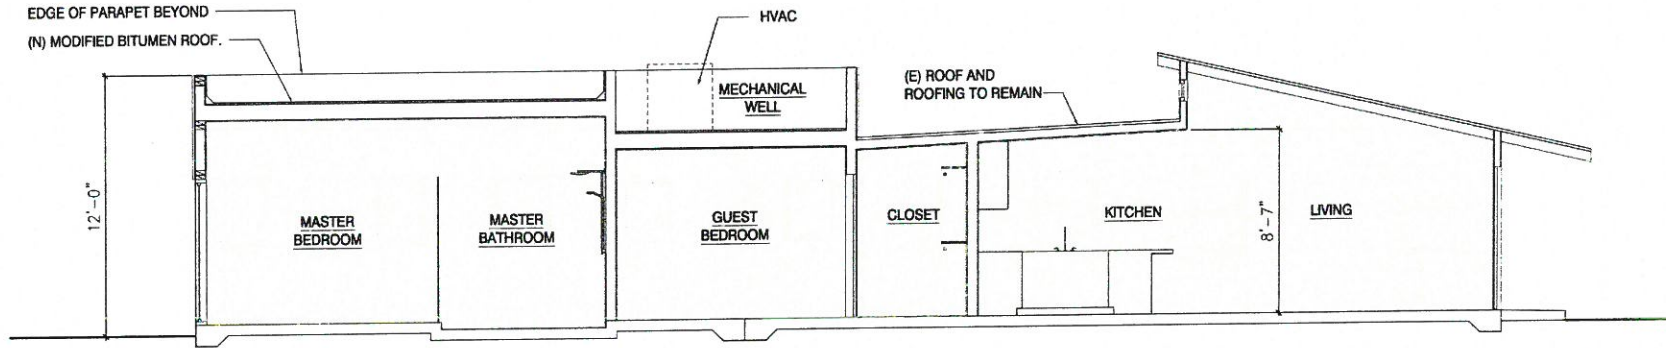 EDGE OF PARAPET BEYOND
(N) MODIFIED BITUMEN ROOF.
HVAC
MECHANICAL
WELL
(E) ROOF AND
ROOFING TO REMAIN
12'-0"
MASTER
BEDROOM
MASTER
BATHROOM
GUEST
BEDROOM
CLOSET
KITCHEN
8'-7"
LIVING